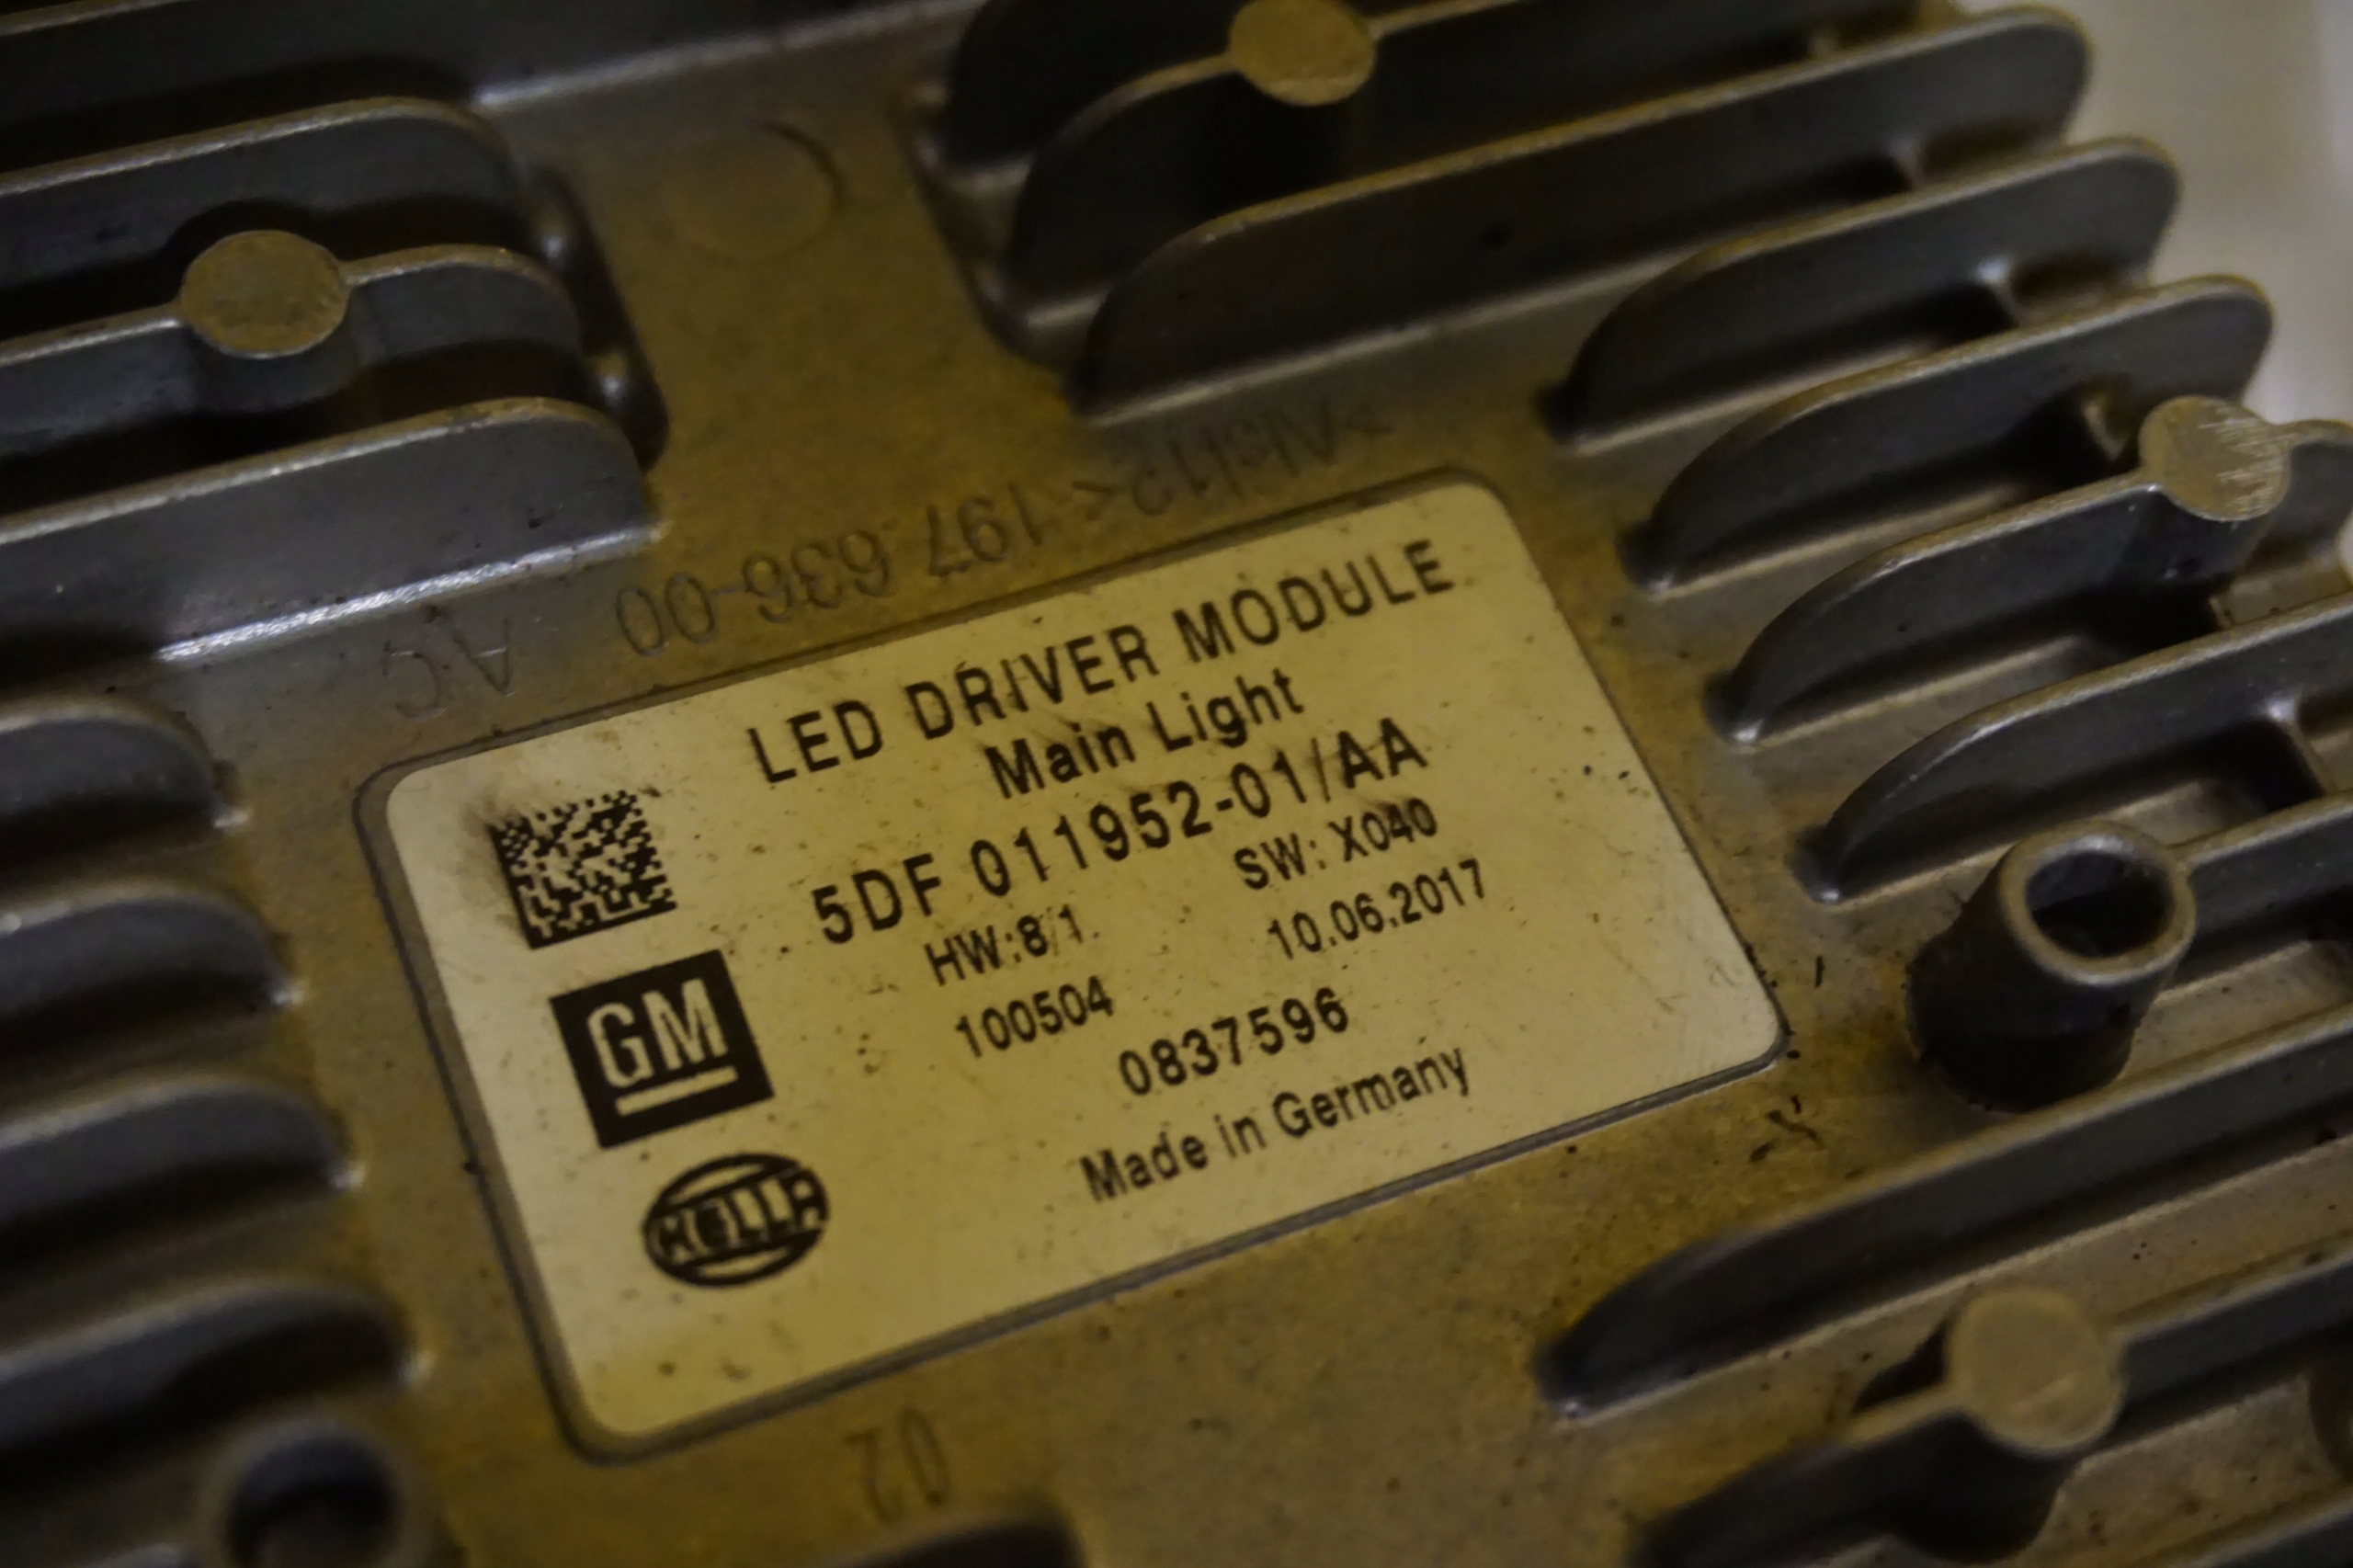 >AlSi12< 197 636-00 AC
LED DRIVER MODULE
Main Light
5DF 011952-01/AA
HW:8/1 SW: X040
100504 10.06.2017
0837596
Made in Germany
GM
HELLA
02